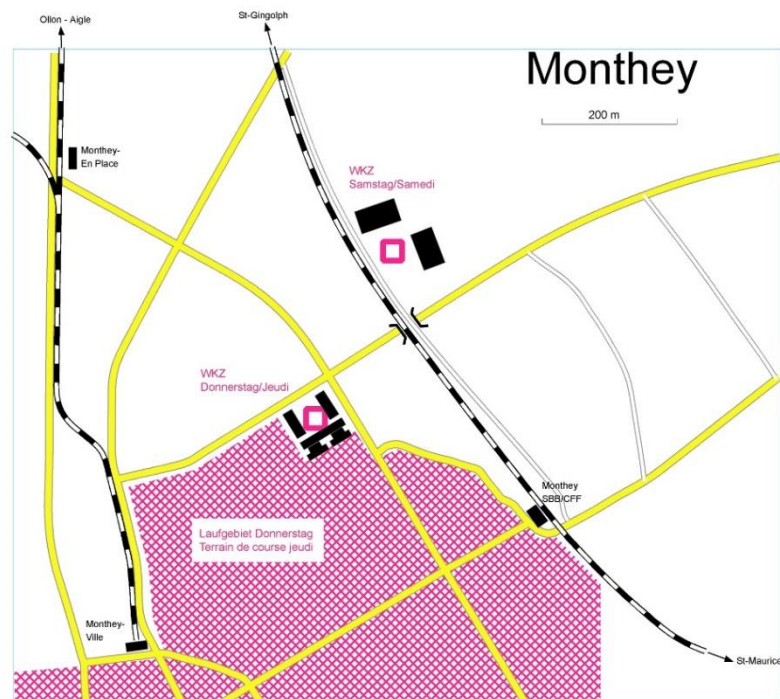 Ollon - Aigle
St-Gingolph
Monthey
200 m
Monthey-
En Place
WKZ
Samstag/Samedi
WKZ
Donnerstag/Jeudi
Monthey
SBB/CFF
Laufgebiet Donnerstag
Terrain de course jeudi
Monthey-
Ville
St-Maurice